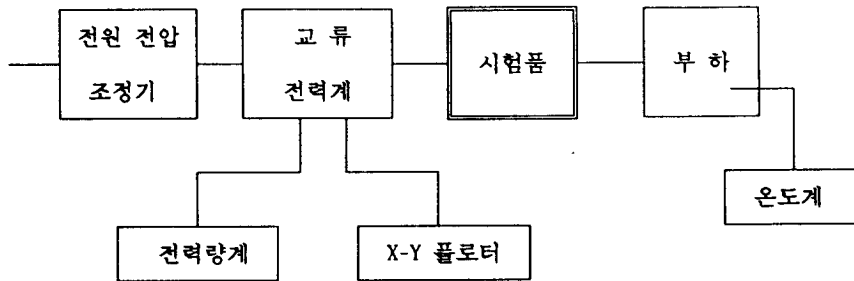 전원 전압
조정기
교 류
전력계
시험품
부 하
온도계
전력량계
X-Y 플로터